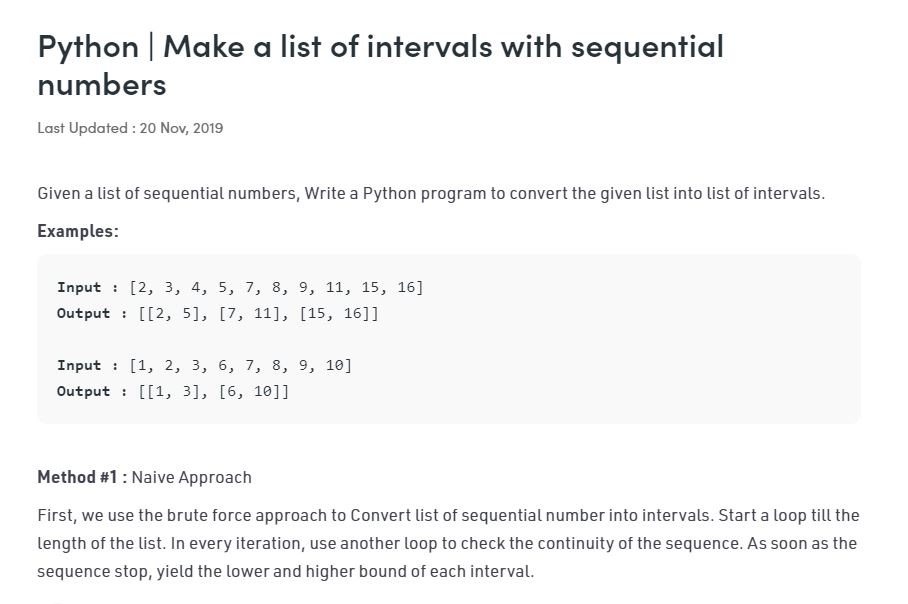 Python | Make a list of intervals with sequential
numbers
Last Updated : 20 Nov, 2019
Given a list of sequential numbers, Write a Python program to convert the given list into list of intervals.
Examples:
Input : [2, 3, 4, 5, 7, 8, 9, 11, 15, 16]
Output : [[2, 5], [7, 11], [15, 16]]
Input : [1, 2, 3, 6, 7, 8, 9, 10]
Output : [[1, 3], [6, 10]]
Method #1 : Naive Approach
First, we use the brute force approach to Convert list of sequential number into intervals. Start a loop till the
length of the list. In every iteration, use another loop to check the continuity of the sequence. As soon as the
sequence stop, yield the lower and higher bound of each interval.